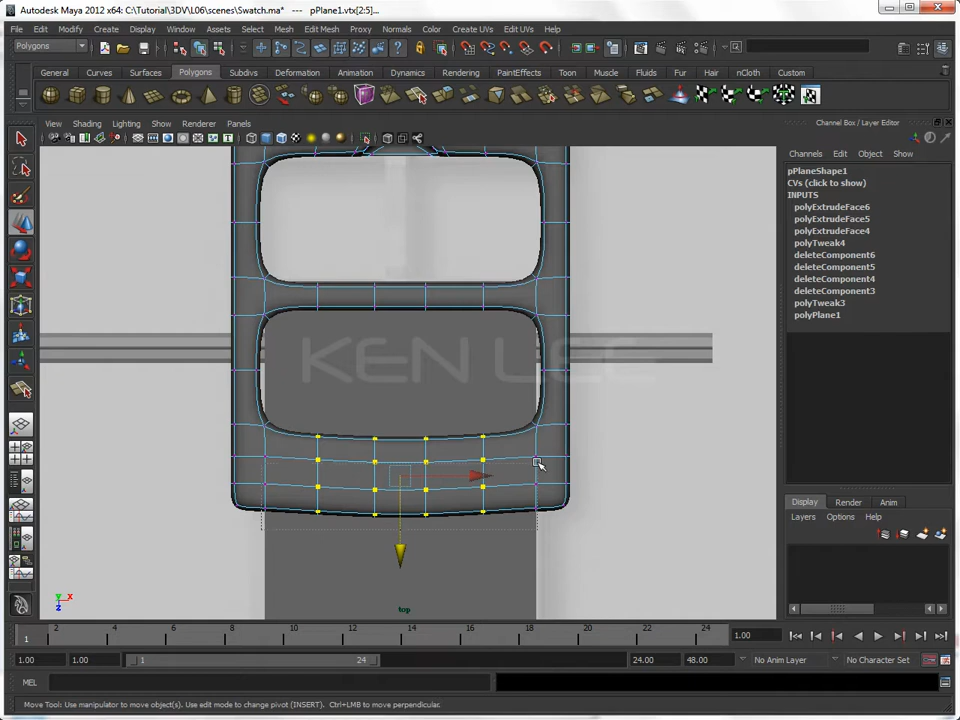 Autodesk Maya 2012 x64: C:\Tutorial\3DV\L06\scenes\Swatch.ma* --- pPlane1.vtx[2:5]...
File Edit Modify Create Display Window Assets Select Mesh Edit Mesh Proxy Normals Color Create UVs Edit UVs Help
Polygons
General Curves Surfaces Polygons Subdivs Deformation Animation Dynamics Rendering PaintEffects Toon Muscle Fluids Fur Hair nCloth Custom
View Shading Lighting Show Renderer Panels
Channel Box / Layer Editor
Channels Edit Object Show
pPlaneShape1
CVs (click to show)
INPUTS
polyExtrudeFace6
polyExtrudeFace5
polyExtrudeFace4
polyTweak4
deleteComponent6
deleteComponent5
deleteComponent4
deleteComponent3
polyTweak3
polyPlane1
KEN LEE
Display Render Anim
Layers Options Help
Y X
Z
top
1 2 4 6 8 10 12 14 16 18 20 22 24 1.00
1.00 1.00 1 24 24.00 48.00 No Anim Layer No Character Set
MEL
Move Tool: Use manipulator to move object(s). Use edit mode to change pivot (INSERT). Ctrl+LMB to move perpendicular.